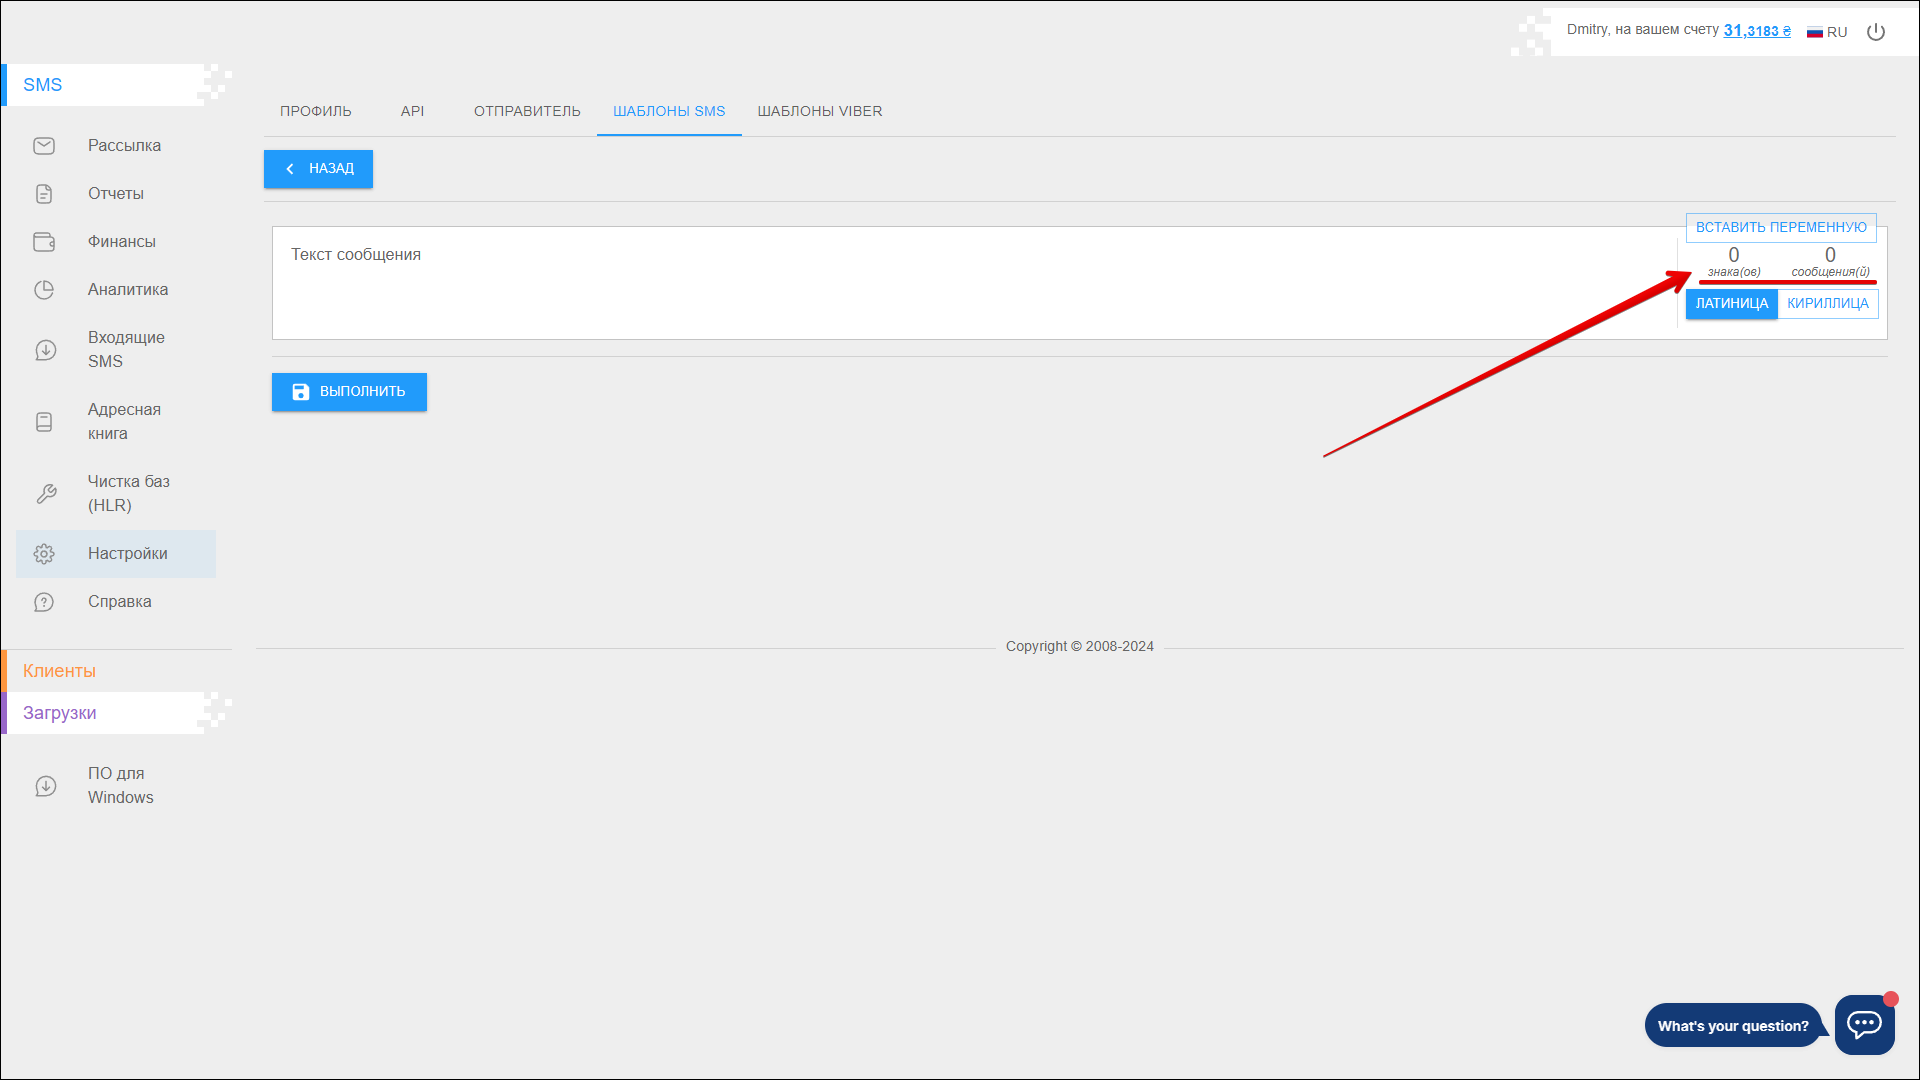 Dmitry, на вашем счету 31,3183 ₴ RU
SMS
Рассылка
Отчеты
Финансы
Аналитика
Входящие
SMS
Адресная
книга
Чистка баз
(HLR)
Настройки
Справка
Клиенты
Загрузки
ПО для
Windows
ПРОФИЛЬ API ОТПРАВИТЕЛЬ ШАБЛОНЫ SMS ШАБЛОНЫ VIBER
НАЗАД
Текст сообщения
ВСТАВИТЬ ПЕРЕМЕННУЮ
0 0
знака(ов) сообщения(й)
ЛАТИНИЦА КИРИЛЛИЦА
ВЫПОЛНИТЬ
Copyright © 2008-2024
What's your question?